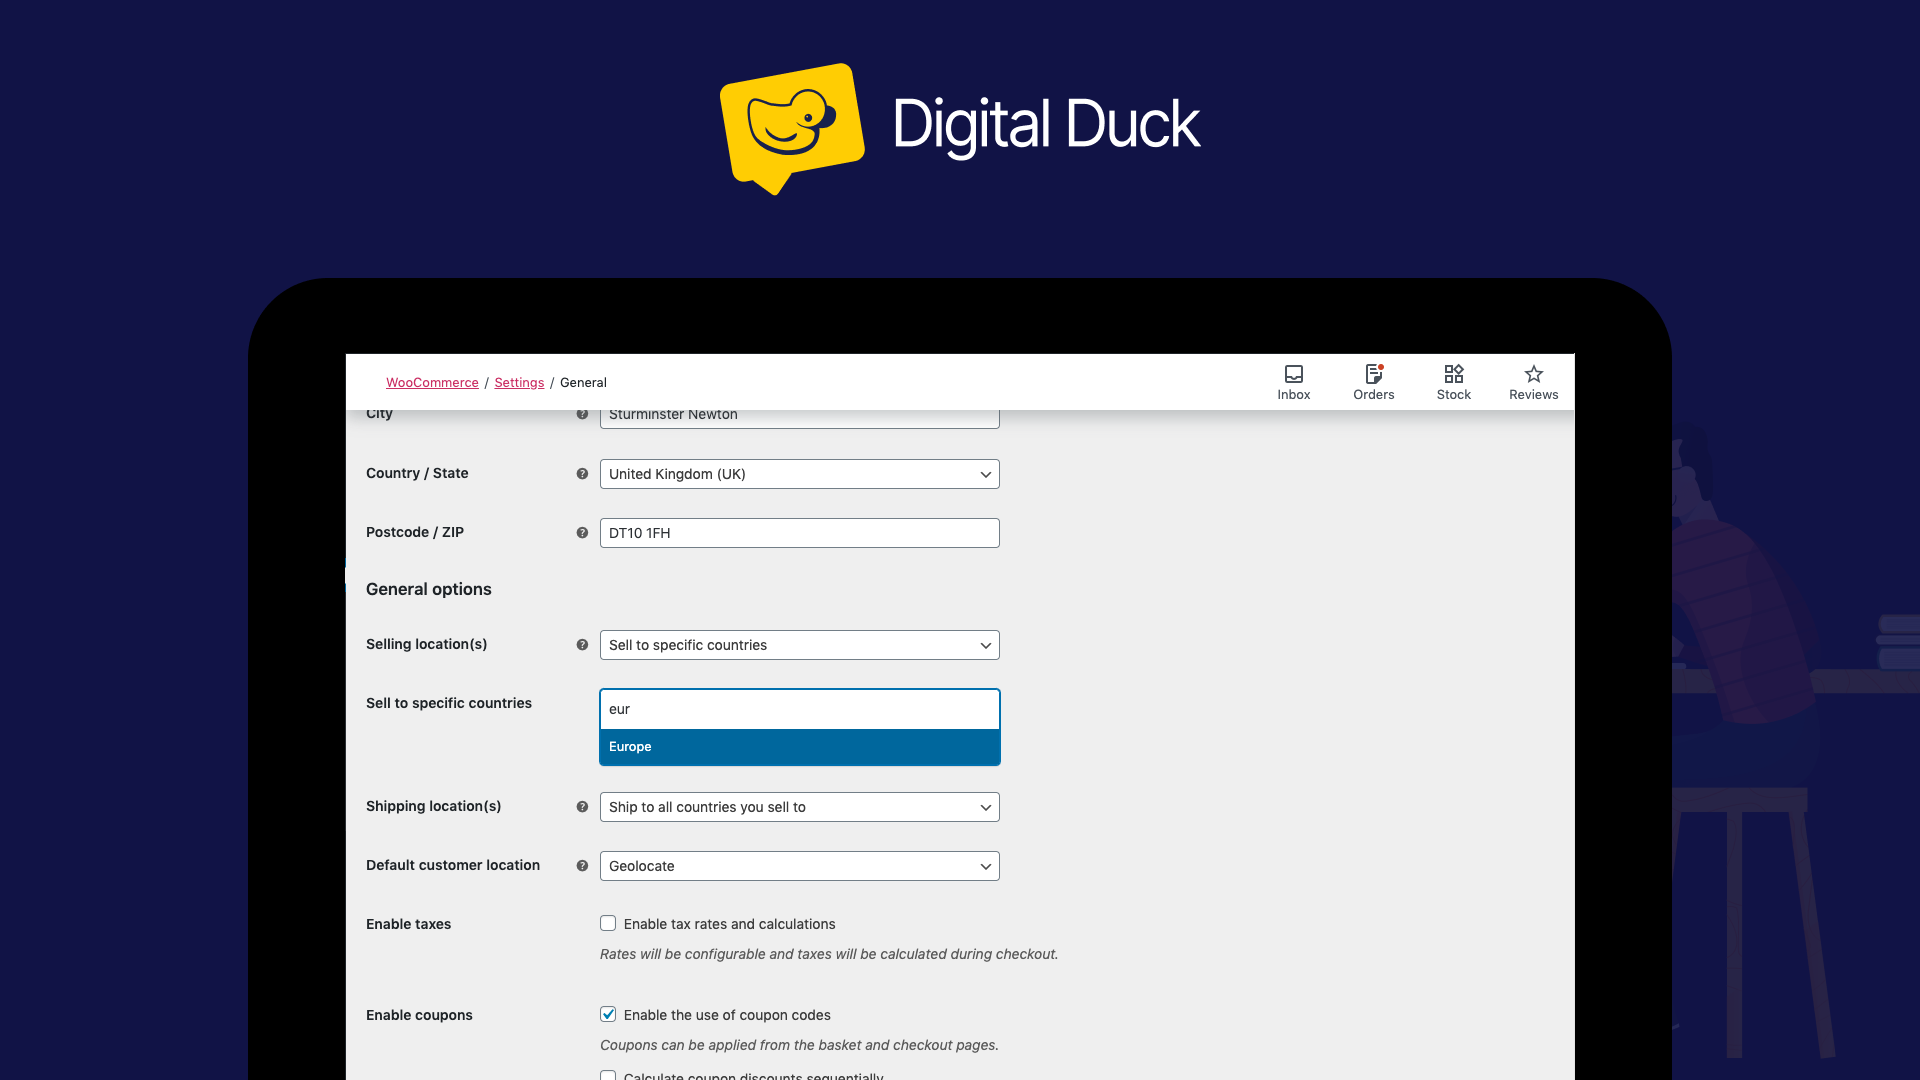 Digital Duck
WooCommerce / Settings / General
Inbox
Orders
Stock
Reviews
City
Sturminster Newton
Country / State
United Kingdom (UK)
Postcode / ZIP
DT10 1FH
General options
Selling location(s)
Sell to specific countries
Sell to specific countries
eur
Europe
Shipping location(s)
Ship to all countries you sell to
Default customer location
Geolocate
Enable taxes
Enable tax rates and calculations
Rates will be configurable and taxes will be calculated during checkout.
Enable coupons
Enable the use of coupon codes
Coupons can be applied from the basket and checkout pages.
Calculate coupon discounts sequentially